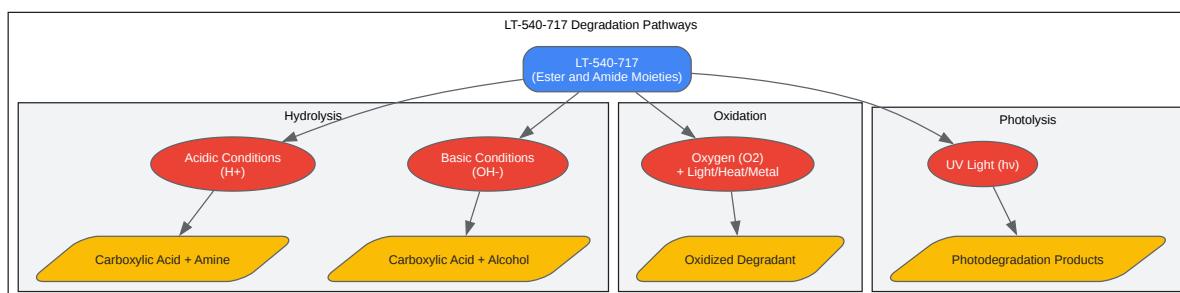 LT-540-717 Degradation Pathways
LT-540-717
(Ester and Amide Moieties)
Hydrolysis
Oxidation
Photolysis
Acidic Conditions
(H+)
Basic Conditions
(OH-)
Oxygen (O2)
+ Light/Heat/Metal
UV Light (hν)
Carboxylic Acid + Amine
Carboxylic Acid + Alcohol
Oxidized Degradant
Photodegradation Products